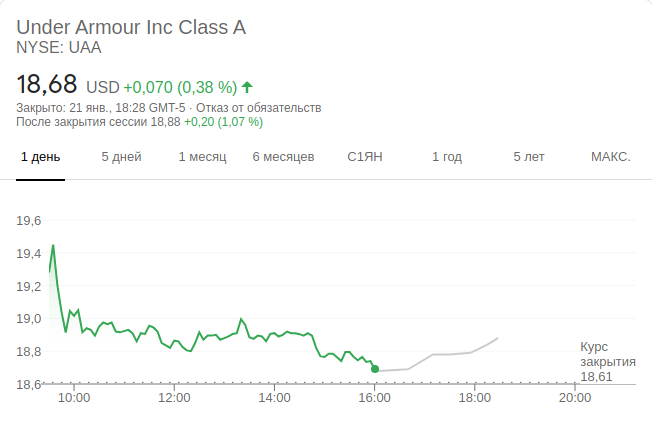 Under Armour Inc Class A
NYSE: UAA
18,68 USD +0,070 (0,38 %)
Закрыто: 21 янв., 18:28 GMT-5 · Отказ от обязательств
После закрытия сессии 18,88 +0,20 (1,07 %)
1 день 5 дней 1 месяц 6 месяцев С1ЯН 1 год 5 лет МАКС.
19,6
19,4
19,2
19,0
18,8
18,6
Курс
закрытия
18,61
10:00 12:00 14:00 16:00 18:00 20:00